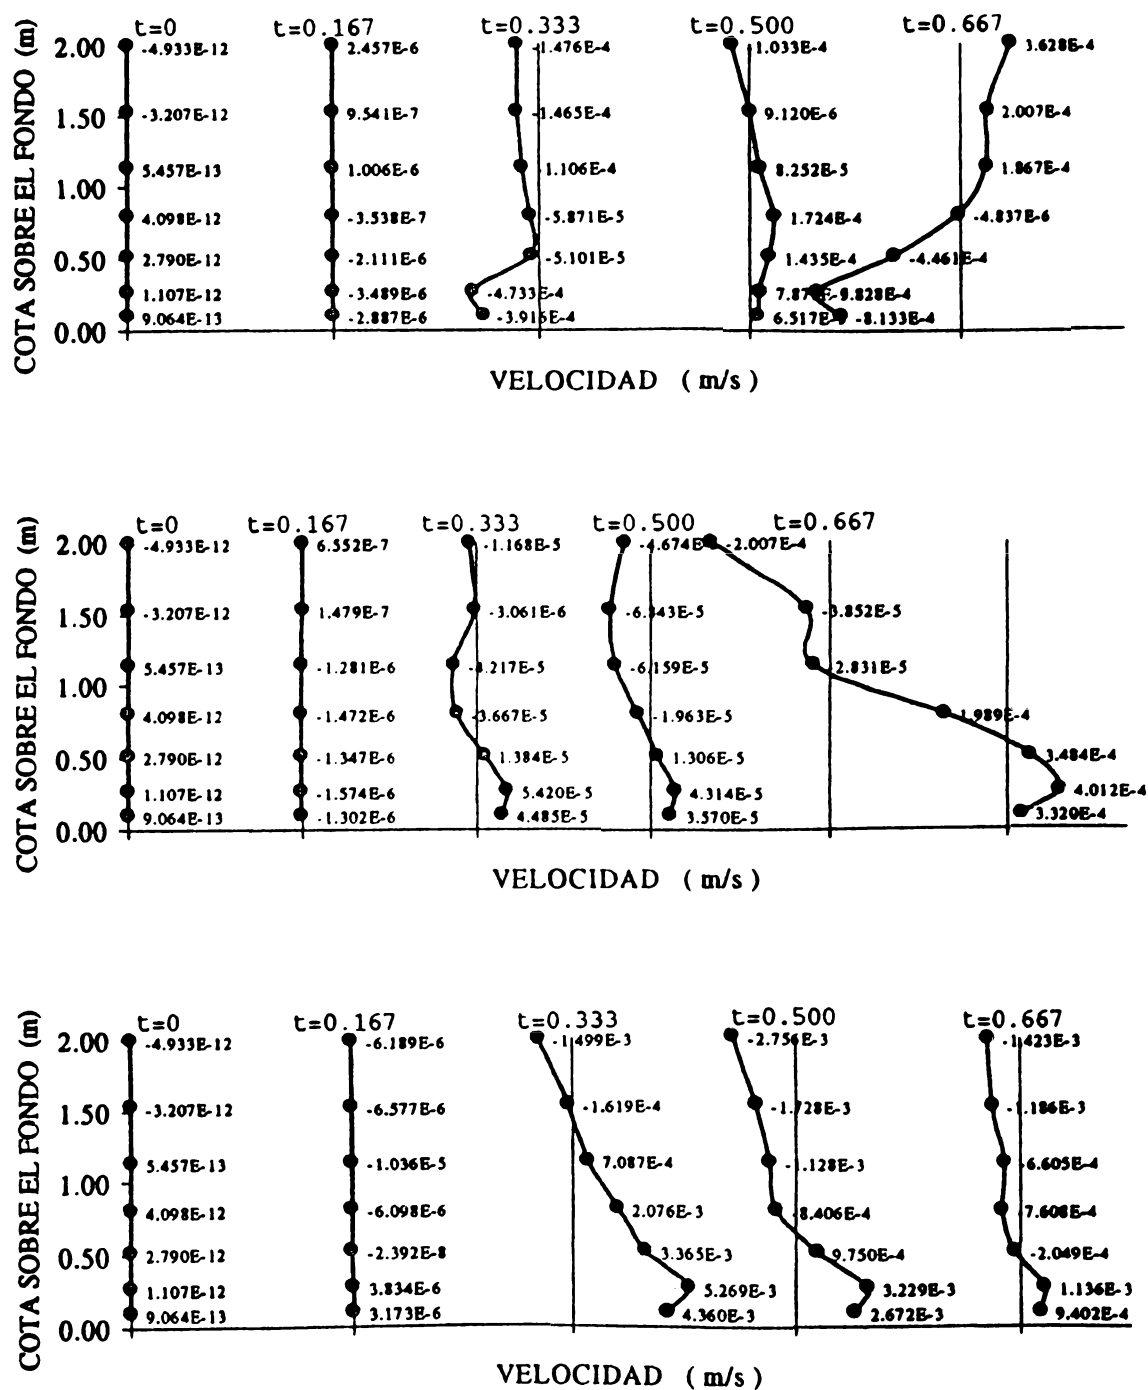 t=0 t=0.167 t=0.333 t=0.500 t=0.667
COTA SOBRE EL FONDO (m)
2.00 -4.933E-12 2.457E-6 -1.476E-4 1.033E-4 3.628E-4
1.50 -3.207E-12 9.541E-7 -1.465E-4 9.120E-6 2.007E-4
5.457E-13 1.006E-6 -1.106E-4 8.252E-5 1.867E-4
1.00
4.098E-12 -3.538E-7 -5.871E-5 1.724E-4 -4.837E-6
0.50 2.790E-12 -2.111E-6 -5.101E-5 1.435E-4 -4.461E-4
1.107E-12 -3.489E-6 -4.733E-4 -9.828E-4
0.00 9.064E-13 -2.887E-6 -3.916E-4 -8.133E-4
VELOCIDAD ( m/s )
t=0 t=0.167 t=0.333 t=0.500 t=0.667
COTA SOBRE EL FONDO (m)
2.00 -4.933E-12 6.552E-7 -1.168E-5 -2.007E-4
1.50 -3.207E-12 1.479E-7 -3.061E-6 -6.843E-5 -3.852E-5
5.457E-13 -1.281E-6 -4.217E-5 -6.159E-5 -2.831E-5
1.00
4.098E-12 -1.472E-6 -3.667E-5 -1.963E-5 1.989E-4
0.50 2.790E-12 -1.347E-6 1.384E-5 1.306E-5 3.484E-4
1.107E-12 -1.574E-6 5.420E-5 4.314E-5 4.012E-4
0.00 9.064E-13 -1.302E-6 4.485E-5 3.570E-5 3.320E-4
VELOCIDAD ( m/s )
t=0 t=0.167 t=0.333 t=0.500 t=0.667
COTA SOBRE EL FONDO (m)
2.00 -4.933E-12 -6.189E-6 -1.499E-3 -2.756E-3 -1.423E-3
1.50 -3.207E-12 -6.577E-6 -1.619E-4 -1.728E-3 -1.186E-3
5.457E-13 -1.036E-5 7.087E-4 -1.128E-3 -6.605E-4
1.00
4.098E-12 -6.098E-6 2.076E-3 -8.406E-4 -7.608E-4
0.50 2.790E-12 -2.392E-8 3.365E-3 9.750E-4 -2.049E-4
1.107E-12 3.834E-6 5.269E-3 3.229E-3 1.136E-3
0.00 9.064E-13 3.173E-6 4.360E-3 2.672E-3 9.402E-4
VELOCIDAD ( m/s )